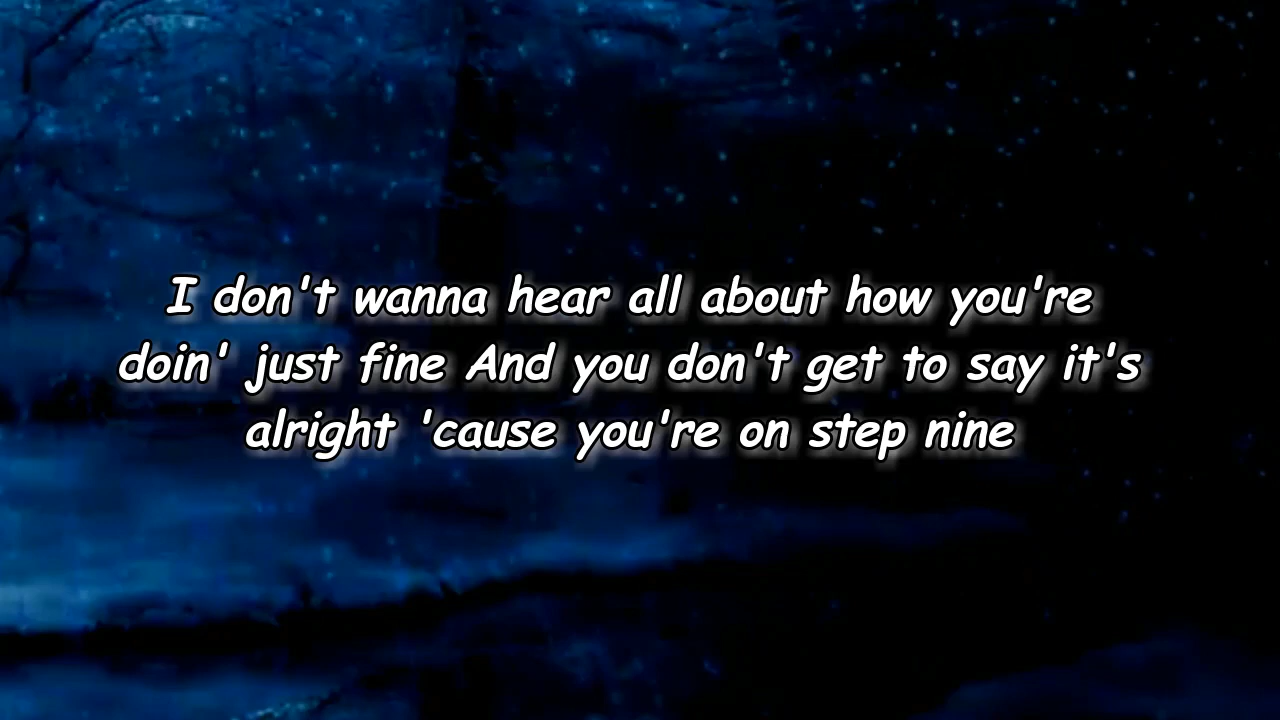 I don't wanna hear all about how you're
doin' just fine And you don't get to say it's
alright 'cause you're on step nine